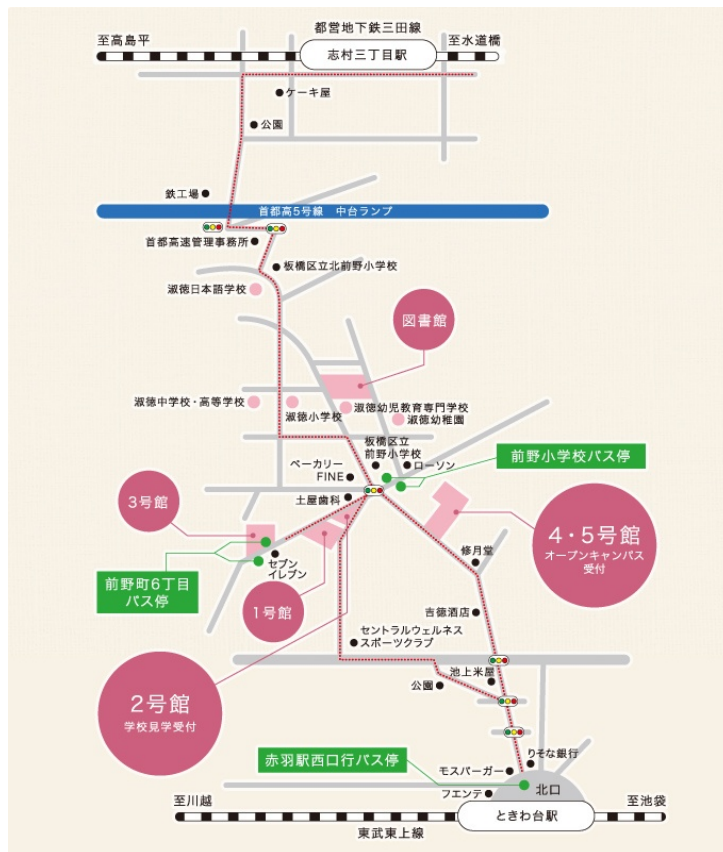 都営地下鉄三田線
至高島平
志村三丁目駅
至水道橋
ケーキ屋
公園
鉄工場
首都高5号線 中台ランプ
首都高速管理事務所
板橋区立北前野小学校
淑徳日本語学校
図書館
淑徳中学校・高等学校
淑徳小学校
淑徳幼児教育専門学校
淑徳幼稚園
板橋区立
前野小学校
ローソン
前野小学校バス停
ベーカリー
FINE
土屋歯科
3号館
4・5号館
オープンキャンパス
受付
修月堂
セブン
イレブン
前野町6丁目
バス停
1号館
吉徳酒店
セントラルウェルネス
スポーツクラブ
2号館
学校見学受付
池上米屋
公園
赤羽駅西口行バス停
りそな銀行
モスバーガー
フエンテ
北口
至川越
ときわ台駅
至池袋
東武東上線